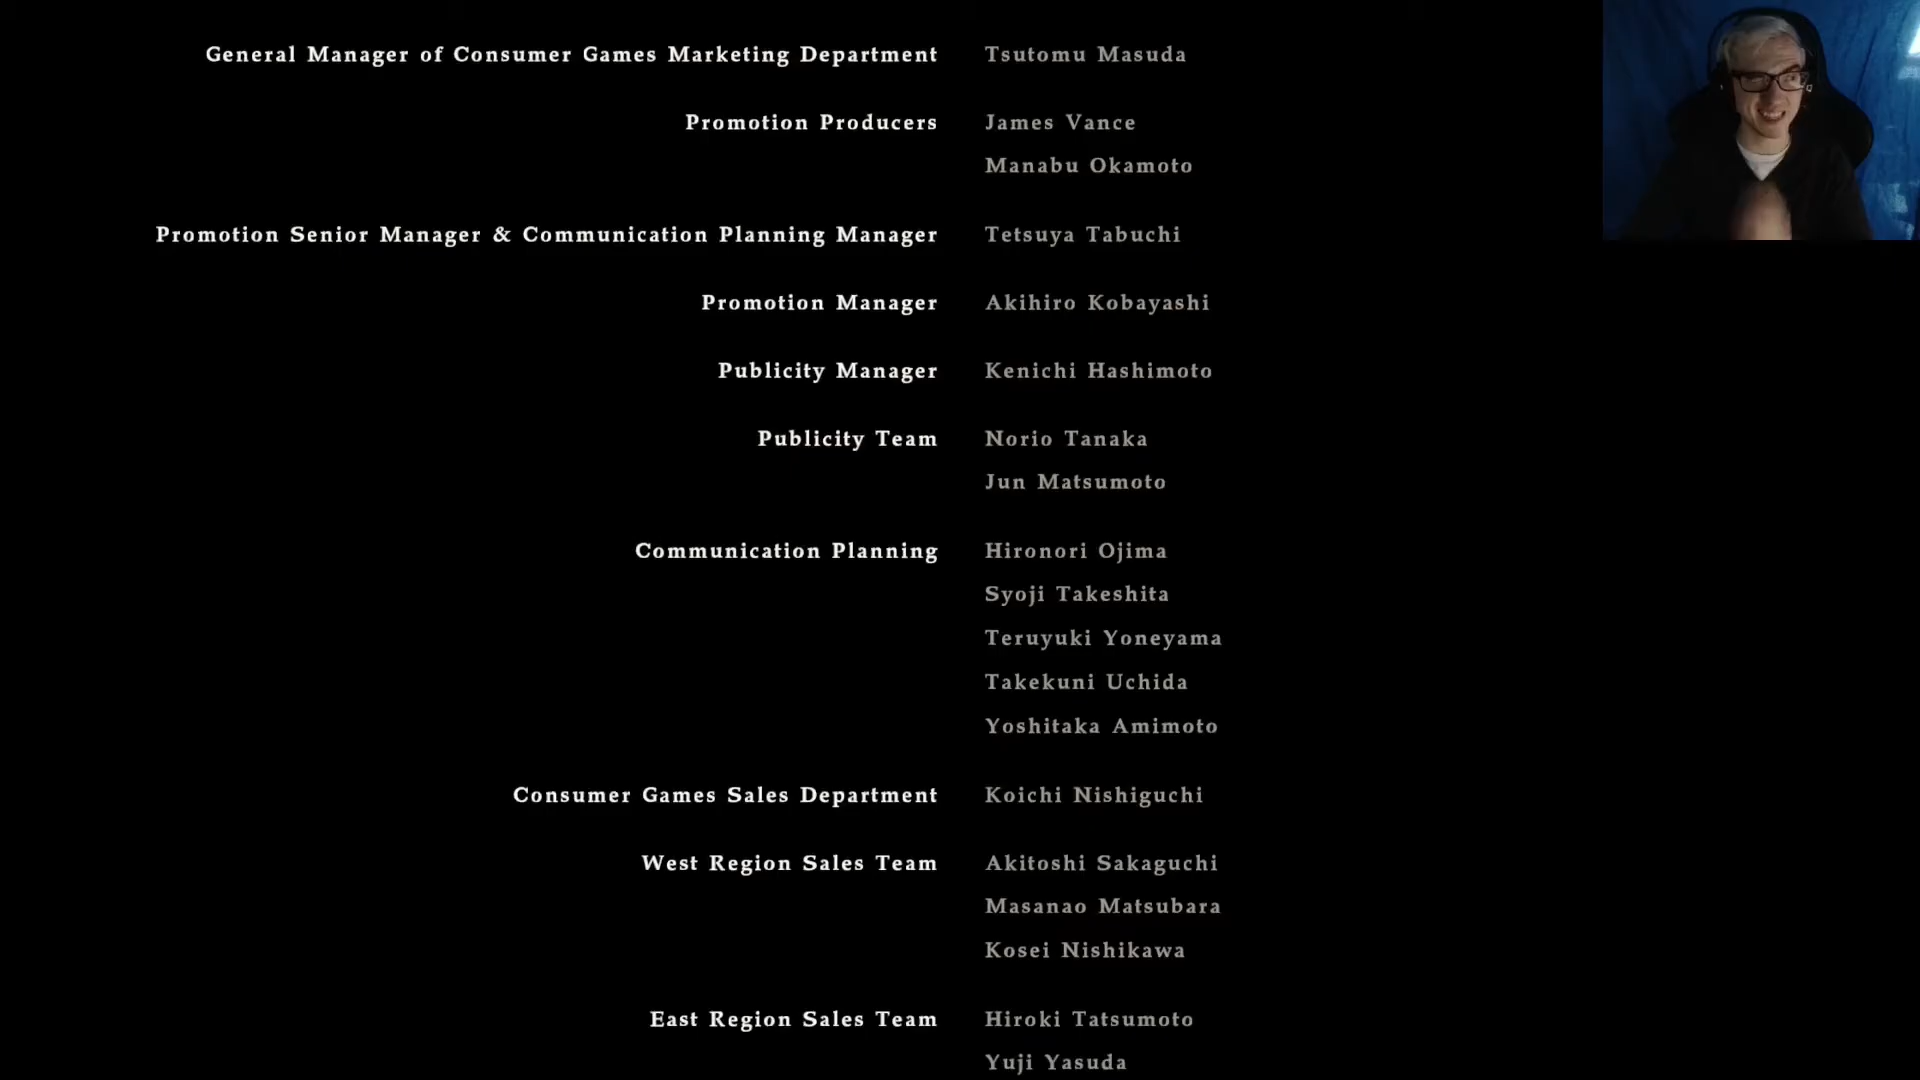 General Manager of Consumer Games Marketing Department Tsutomu Masuda
Promotion Producers James Vance
Manabu Okamoto
Promotion Senior Manager & Communication Planning Manager Tetsuya Tabuchi
Promotion Manager Akihiro Kobayashi
Publicity Manager Kenichi Hashimoto
Publicity Team Norio Tanaka
Jun Matsumoto
Communication Planning Hironori Ojima
Syoji Takeshita
Teruyuki Yoneyama
Takekuni Uchida
Yoshitaka Amimoto
Consumer Games Sales Department Koichi Nishiguchi
West Region Sales Team Akitoshi Sakaguchi
Masanao Matsubara
Kosei Nishikawa
East Region Sales Team Hiroki Tatsumoto
Yuji Yasuda